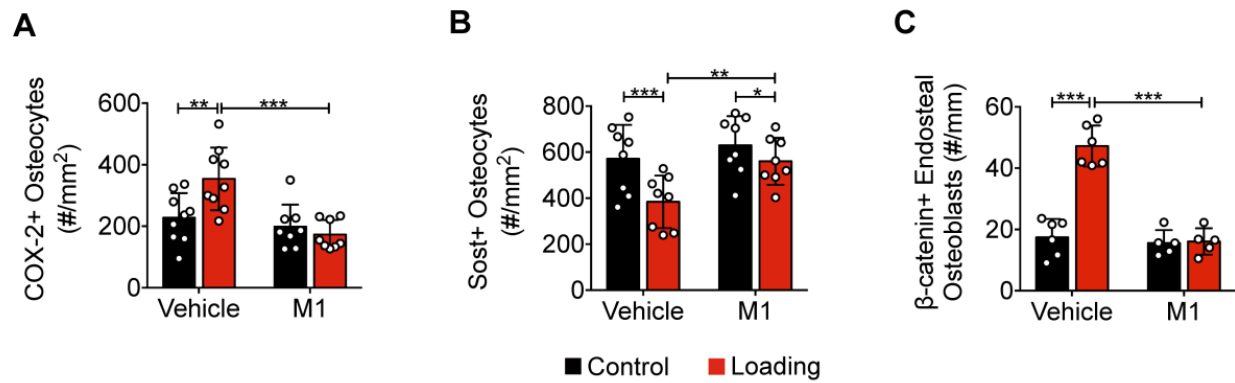 A
COX-2+ Osteocytes
(#/mm²)
600
400
200
0
**
***
Vehicle
M1
B
Sost+ Osteocytes
(#/mm²)
800
600
400
200
0
***
**
*
Vehicle
M1
C
β-catenin+ Endosteal
Osteoblasts (#/mm)
60
40
20
0
***
***
Vehicle
M1
Control
Loading